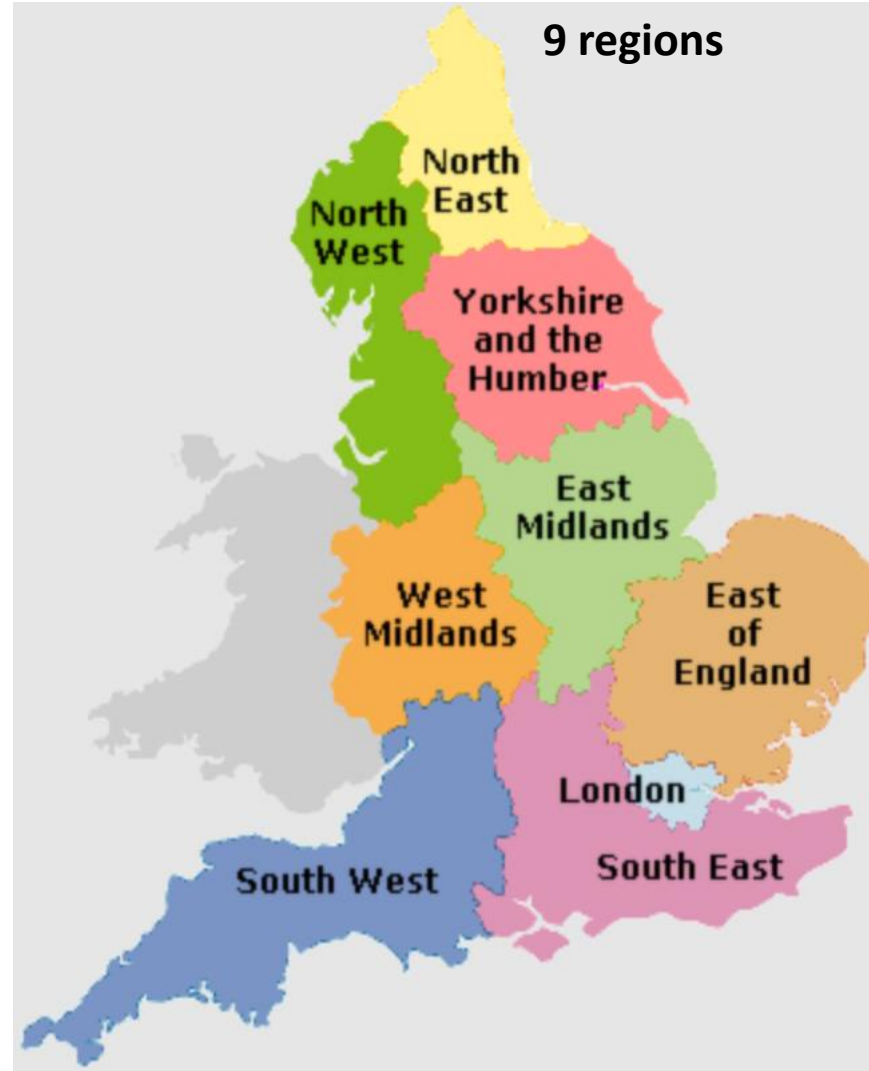 9 regions
North
East
North
West
Yorkshire
and the
Humber
East
Midlands
West
Midlands
East
of
England
London
South West
South East